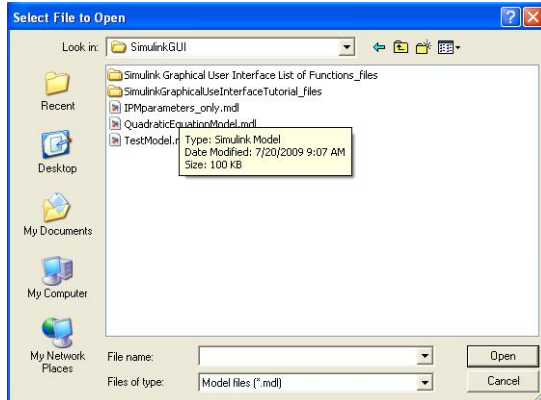 Select File to Open
Look in: SimulinkGUI
Simulink Graphical User Interface List of Functions_files
SimulinkGraphicalUseInterfaceTutorial_files
IPMparameters_only.mdl
QuadraticEquationModel.mdl
Type: Simulink Model
Date Modified: 7/20/2009 9:07 AM
Size: 100 KB
Recent
Desktop
My Documents
My Computer
My Network
Places
File name:
Open
Files of type: Model files (*.mdl)
Cancel